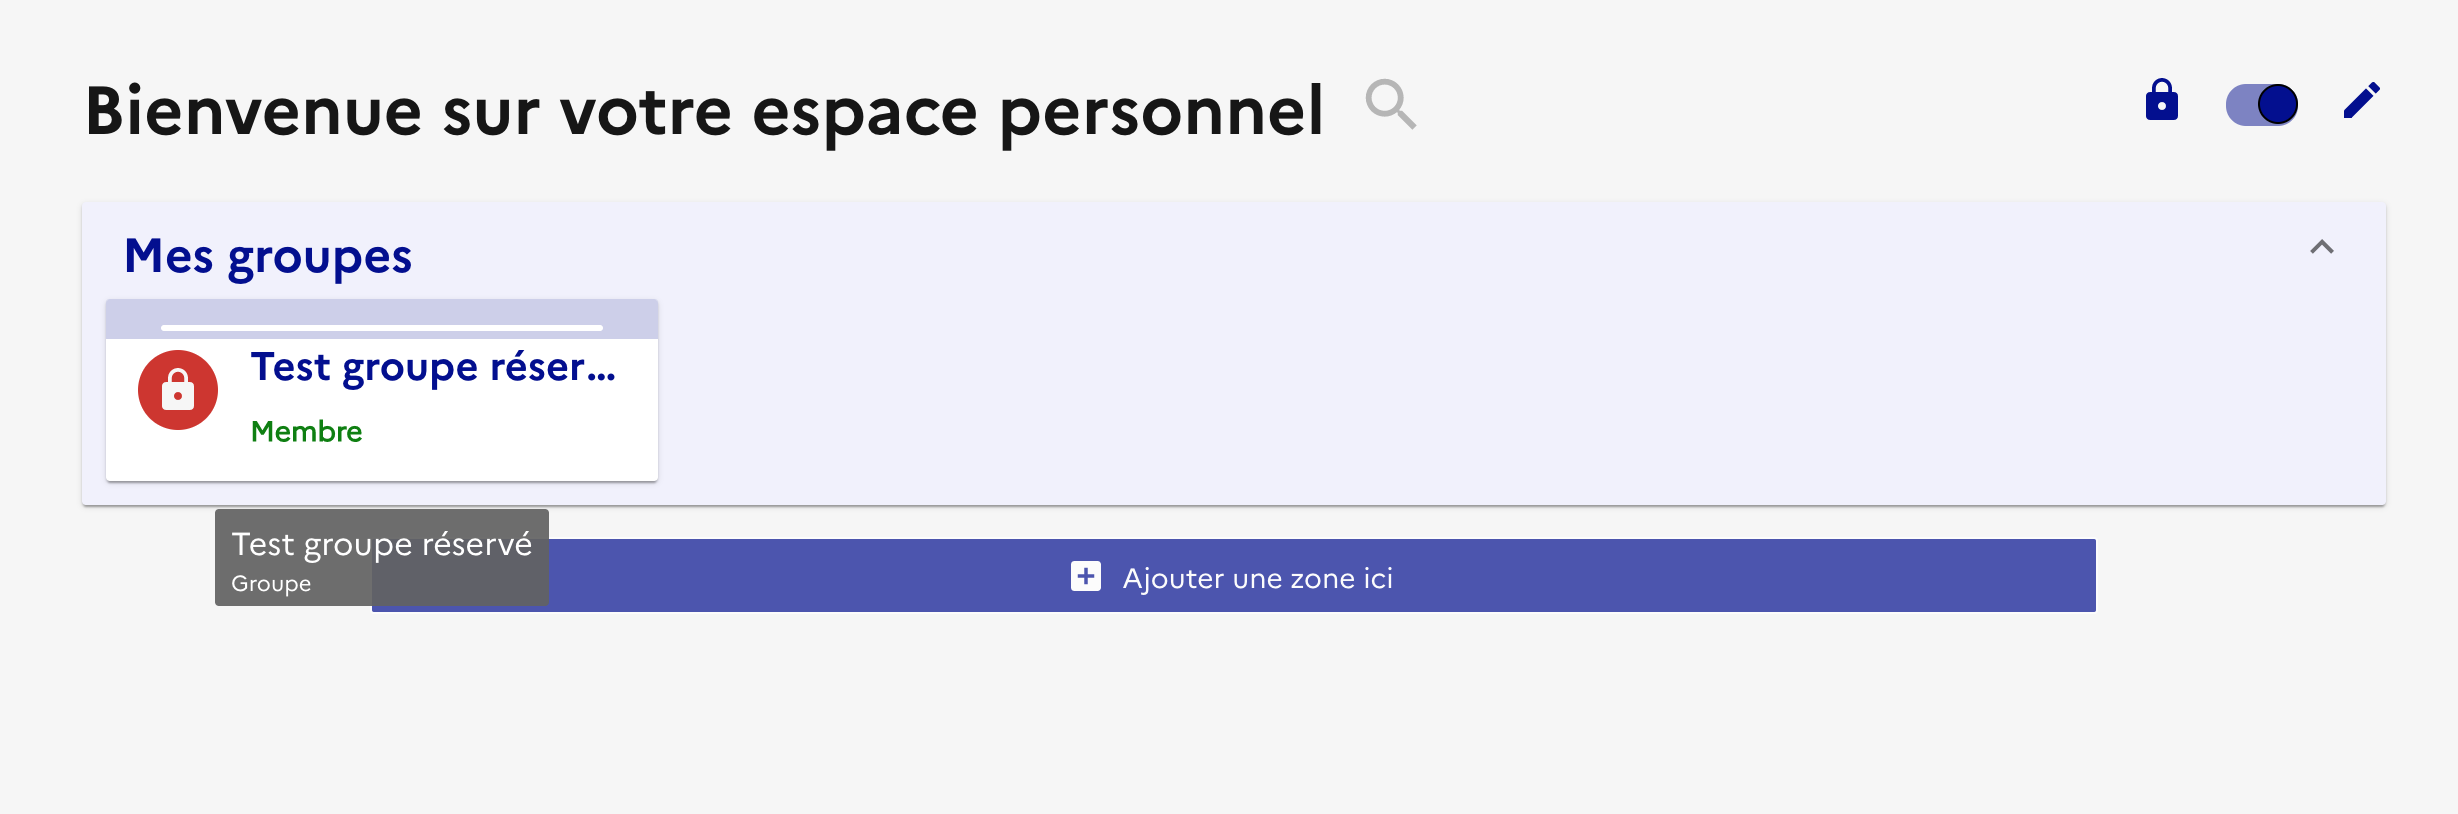 Bienvenue sur votre espace personnel
Mes groupes
Test groupe réser...
Membre
Test groupe réservé
Groupe
Ajouter une zone ici